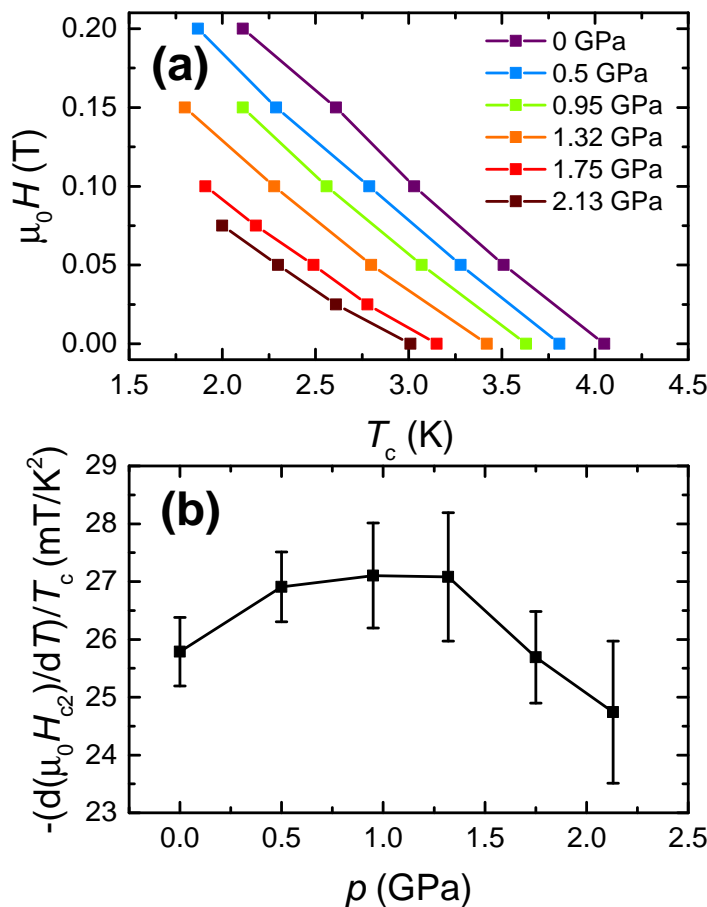 (a)
0 GPa
0.5 GPa
0.95 GPa
1.32 GPa
1.75 GPa
2.13 GPa
0.20
0.15
0.10
0.05
0.00
μ₀H (T)
1.5 2.0 2.5 3.0 3.5 4.0 4.5
T_c (K)
(b)
29
28
27
26
25
24
23
-(d(μ₀H_c2)/dT)/T_c (mT/K²)
0.0 0.5 1.0 1.5 2.0 2.5
p (GPa)